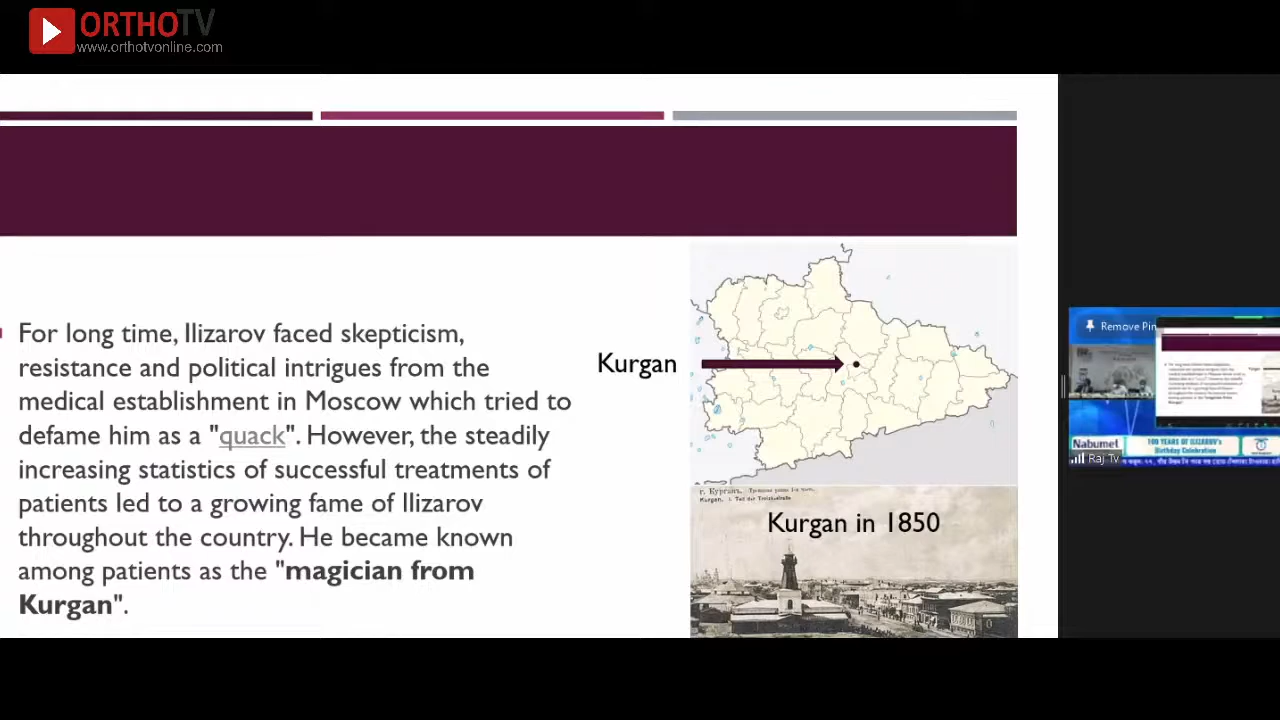 ORTHOTV
www.orthotvonline.com
For long time, Ilizarov faced skepticism,
resistance and political intrigues from the
medical establishment in Moscow which tried to
defame him as a "quack". However, the steadily
increasing statistics of successful treatments of
patients led to a growing fame of Ilizarov
throughout the country. He became known
among patients as the "magician from
Kurgan".
Kurgan
Kurgan in 1850
Remove Pin
Nabumet
100 YEARS OF ILIZAROV's
Birthday Celebration
Raj TV